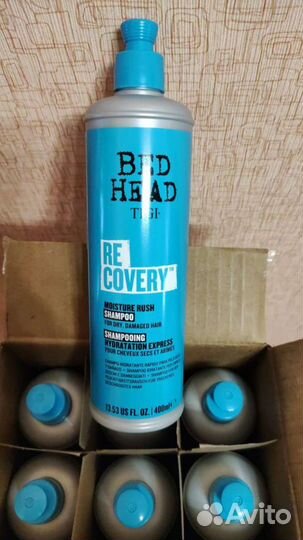 BED
HEAD
TIGI
RE
COVERY™
MOISTURE RUSH
SHAMPOO
FOR DRY, DAMAGED HAIR
SHAMPOOING
HYDRATATION EXPRESS
POUR CHEVEUX SECS ET ABÎMÉS
13.53 US FL. OZ. / 400ml
Avito